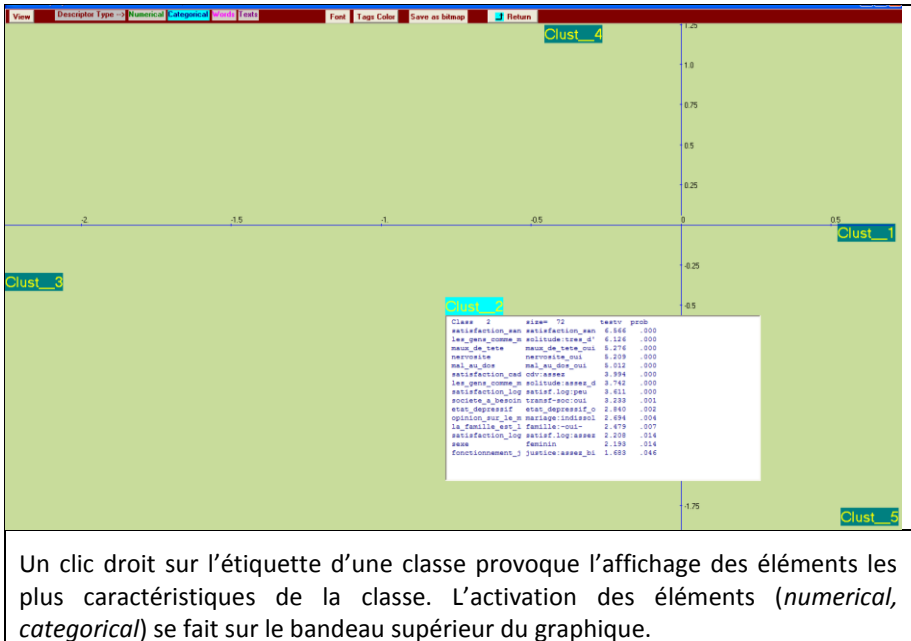 View Descriptor Type --> Numerical Categorical Words Texts Font Tags Color Save as bitmap Return
1.25
Clust__4
1.0
0.75
0.5
0.25
-2. -1.5 -1. -0.5 0 0.5
Clust__1
-0.25
Clust__3
-0.5
Clust__2
Class 2 size= 72 testv prob
satisfaction_san satisfaction_san 6.566 .000
les_gens_comme_m solitude:tres_d' 6.126 .000
maux_de_tete maux_de_tete_oui 5.276 .000
nervosite nervosite_oui 5.209 .000
mal_au_dos mal_au_dos_oui 5.012 .000
satisfaction_cad cdv:assez 3.994 .000
les_gens_comme_m solitude:assez_d 3.742 .000
satisfaction_log satisf.log:peu 3.611 .000
societe_a_besoin transf-soc:oui 3.233 .001
etat_depressif etat_depressif_o 2.840 .002
opinion_sur_le_m mariage:indissol 2.694 .004
la_famille_est_l famille:-oui- 2.479 .007
satisfaction_log satisf.log:assez 2.208 .014
sexe feminin 2.193 .014
fonctionnement_j justice:assez_bi 1.683 .046
-1.75
Clust__5
Un clic droit sur l'étiquette d'une classe provoque l'affichage des éléments les
plus caractéristiques de la classe. L'activation des éléments (numerical,
categorical) se fait sur le bandeau supérieur du graphique.